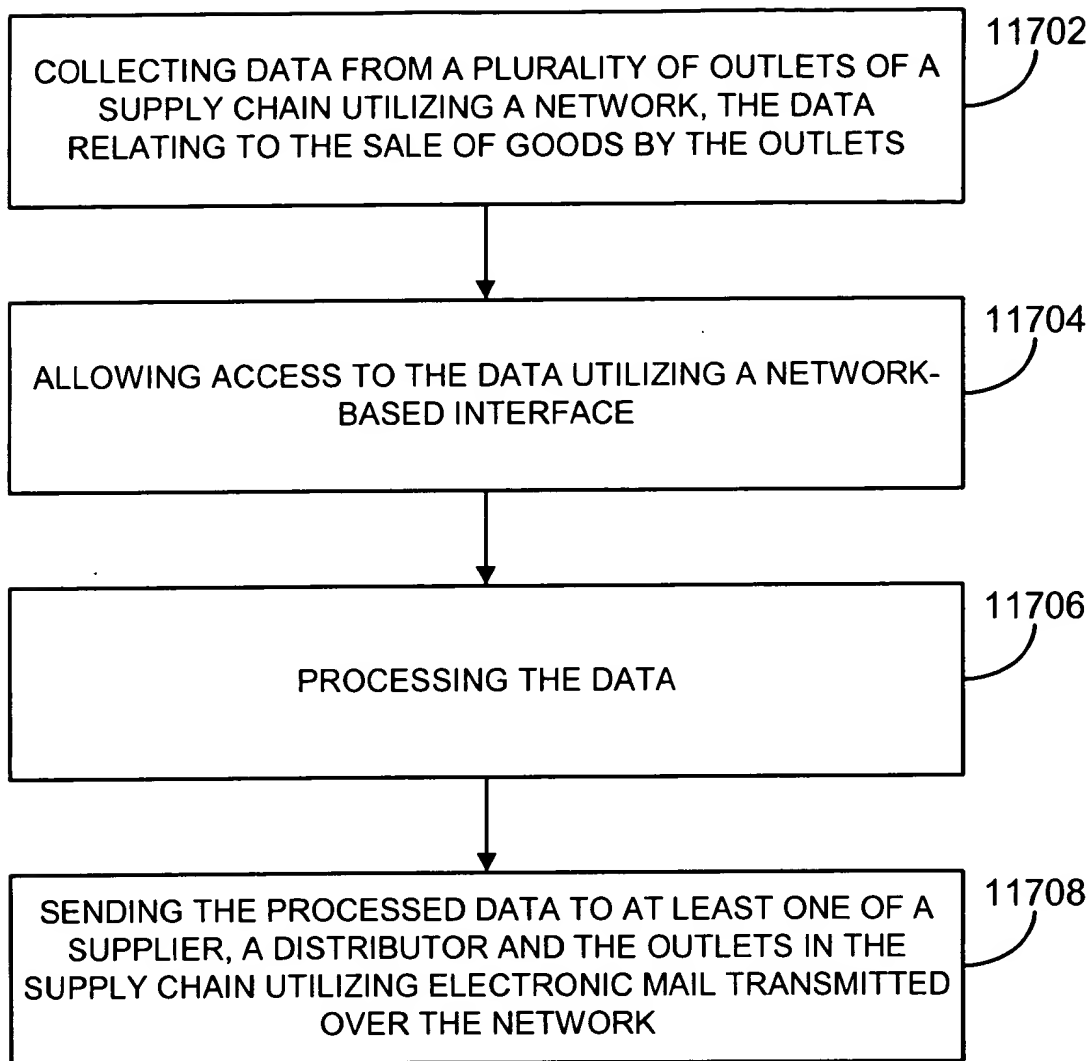 11702
COLLECTING DATA FROM A PLURALITY OF OUTLETS OF A
SUPPLY CHAIN UTILIZING A NETWORK, THE DATA
RELATING TO THE SALE OF GOODS BY THE OUTLETS
11704
ALLOWING ACCESS TO THE DATA UTILIZING A NETWORK-
BASED INTERFACE
11706
PROCESSING THE DATA
11708
SENDING THE PROCESSED DATA TO AT LEAST ONE OF A
SUPPLIER, A DISTRIBUTOR AND THE OUTLETS IN THE
SUPPLY CHAIN UTILIZING ELECTRONIC MAIL TRANSMITTED
OVER THE NETWORK